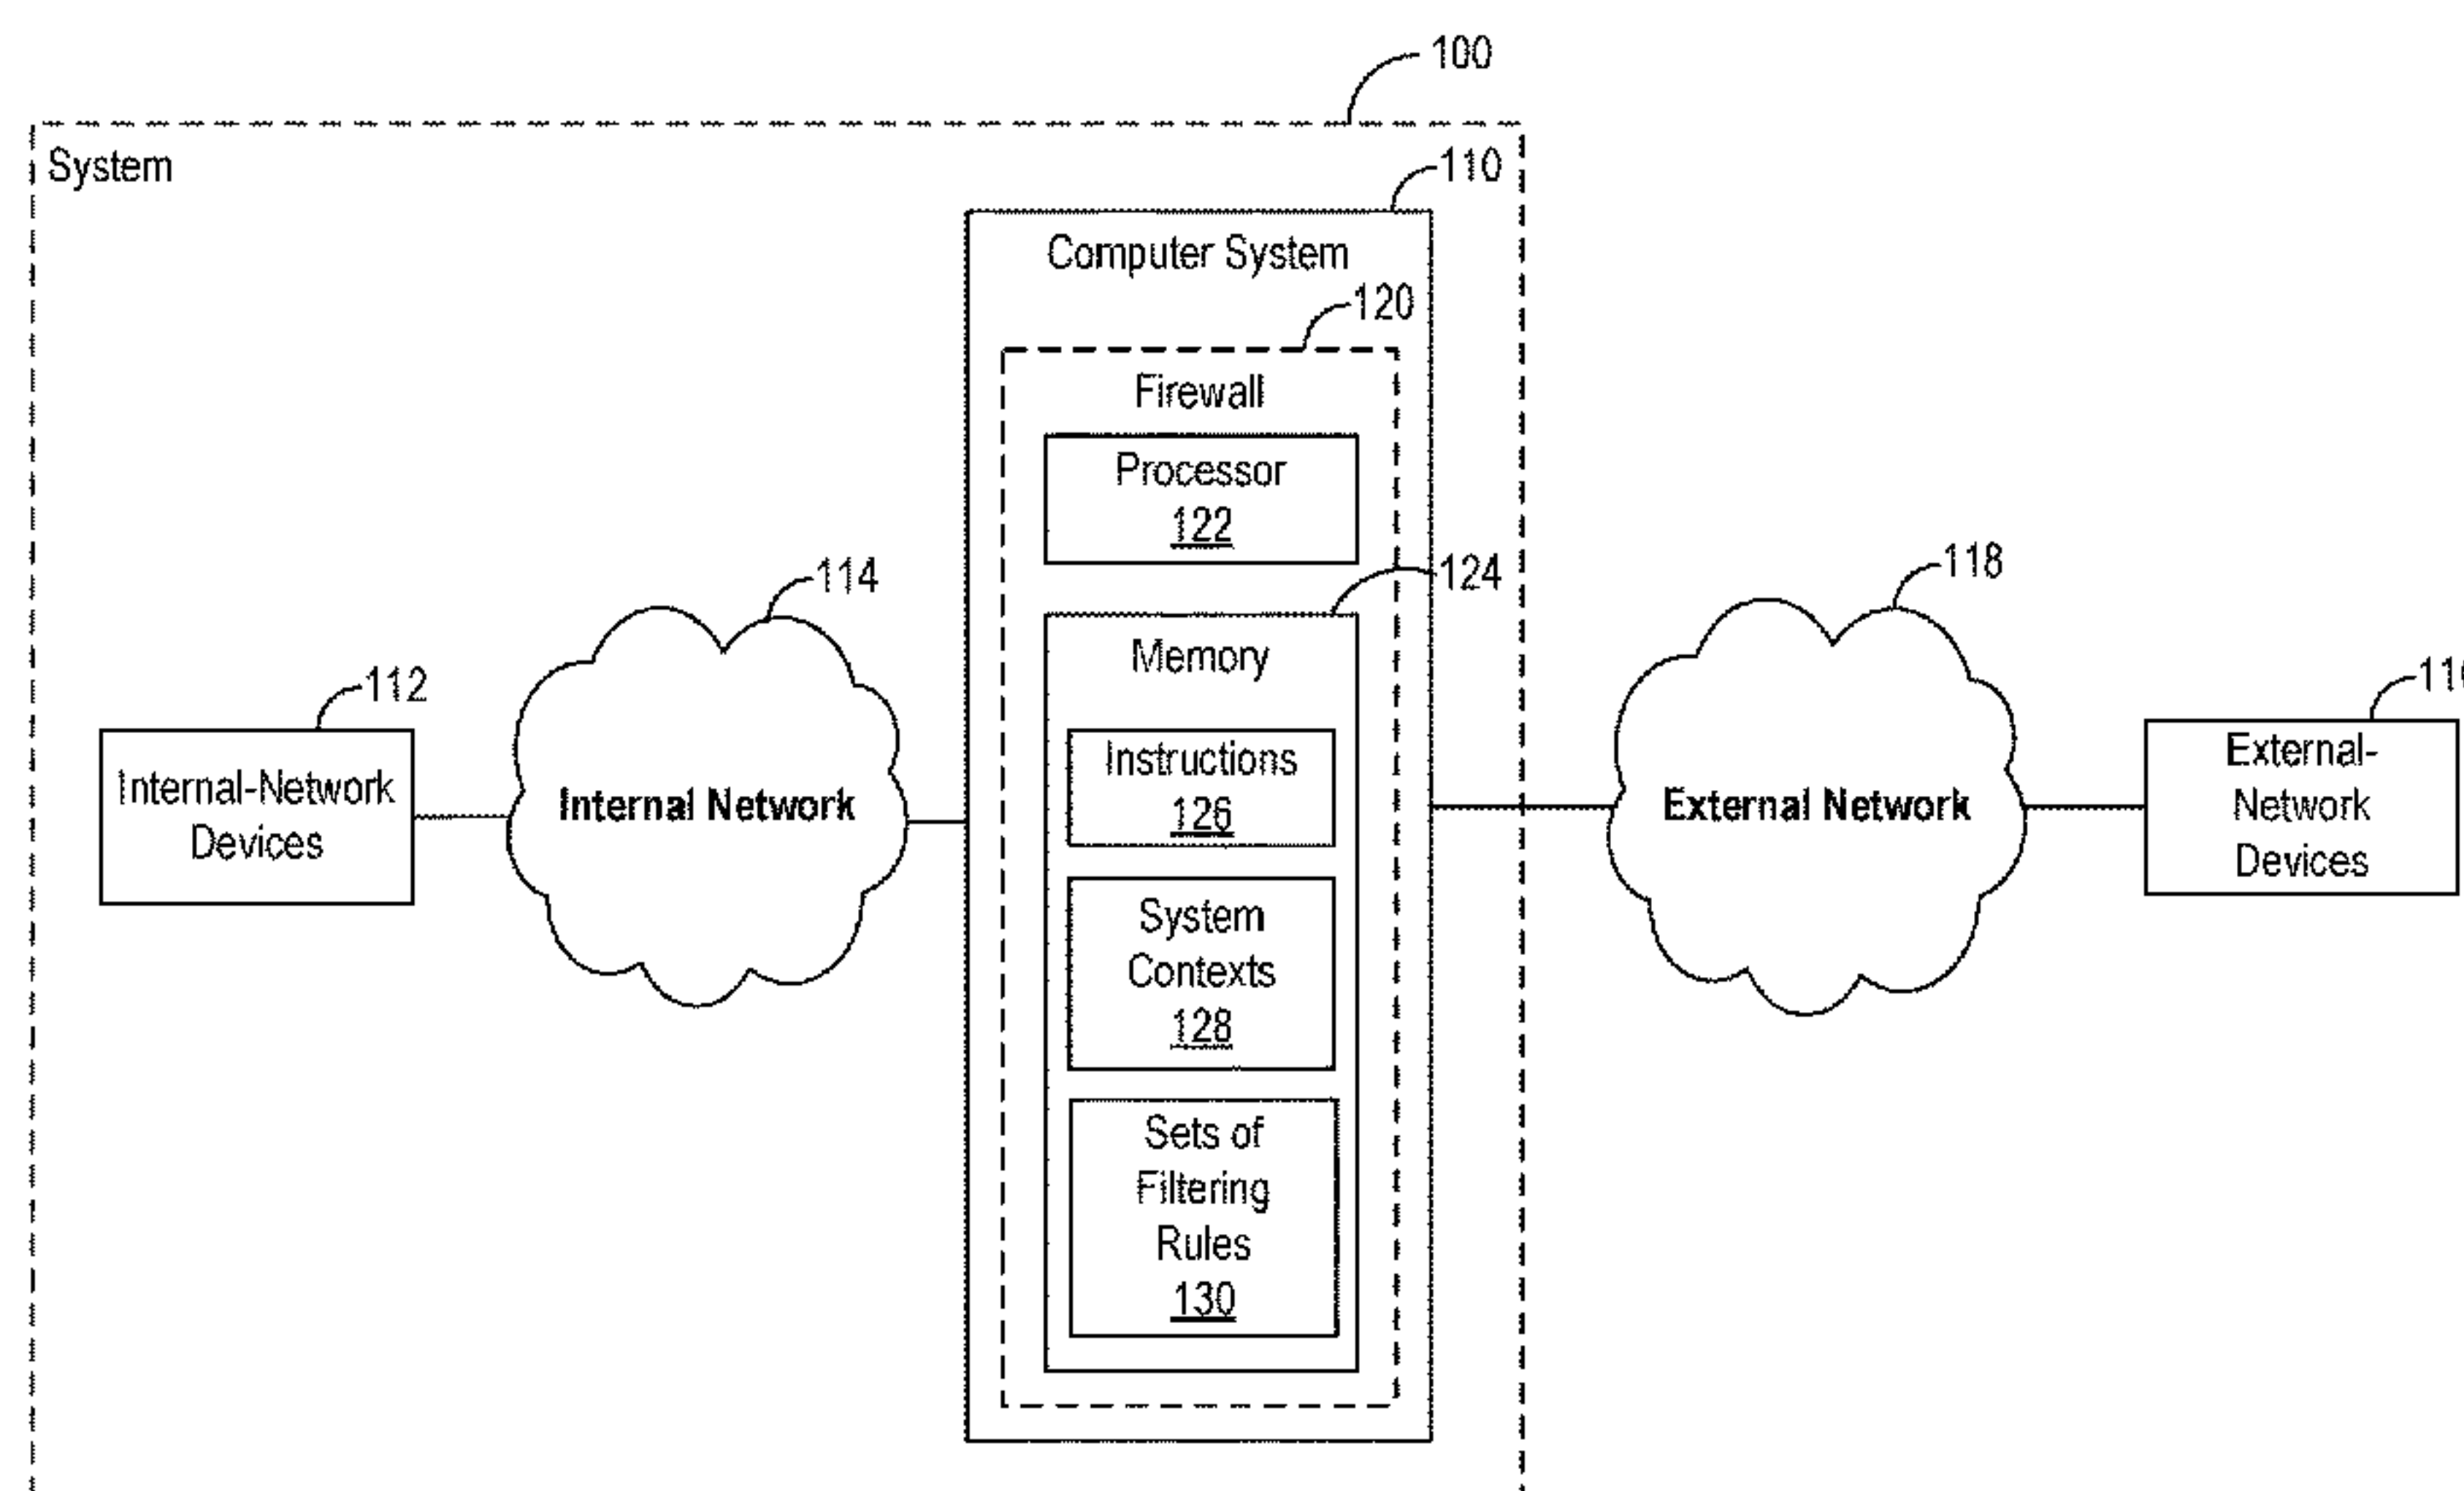 100
System
110
Computer System
120
Firewall
Processor
122
124
Memory
114
118
112
Internal-Network
Devices
Internal Network
Instructions
126
System
Contexts
128
Sets of
Filtering
Rules
130
External Network
External-
Network
Devices